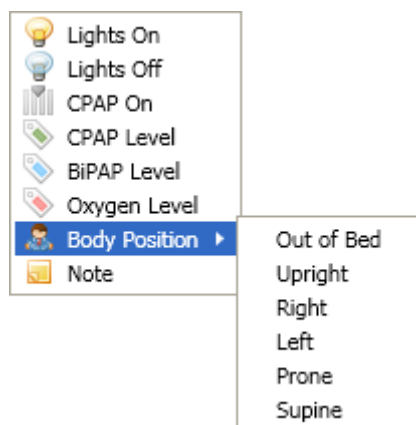 Lights On
Lights Off
CPAP On
CPAP Level
BiPAP Level
Oxygen Level
Body Position
Note
Out of Bed
Upright
Right
Left
Prone
Supine